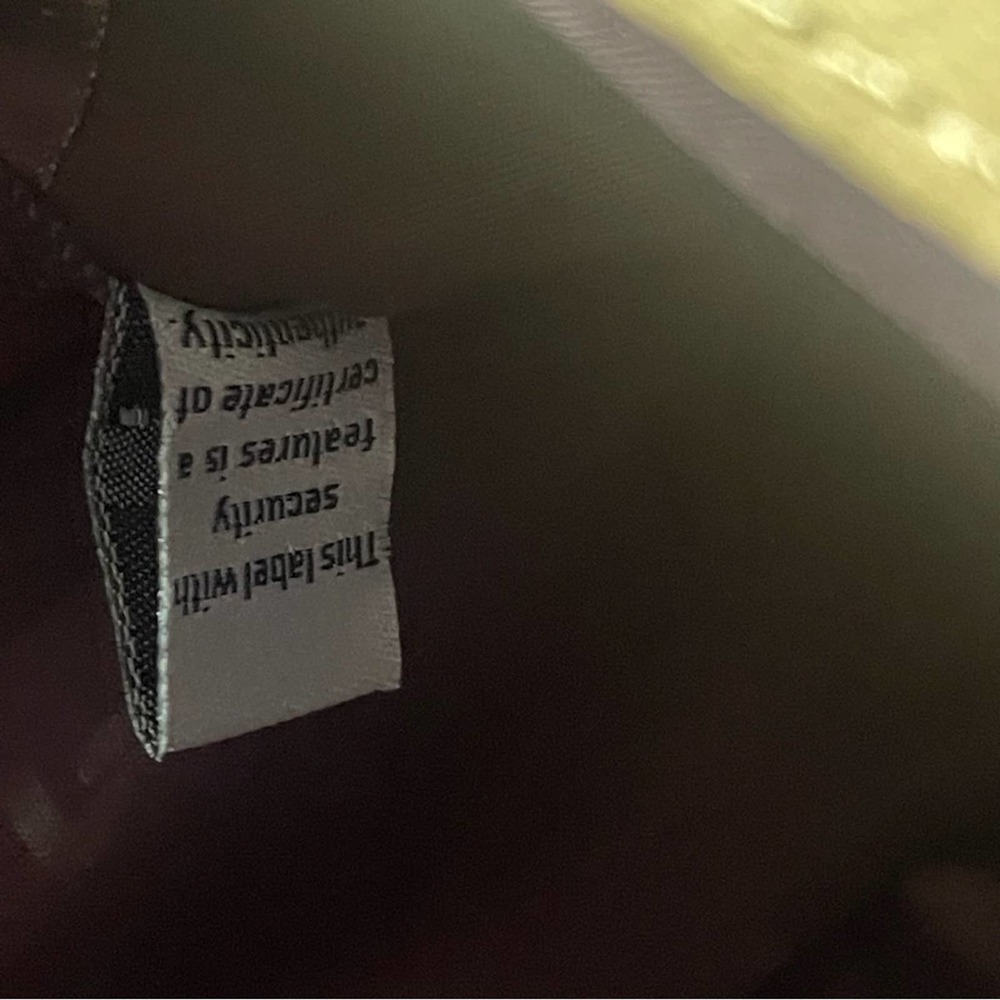 This label with
security
features is a
certificate of
authenticity.